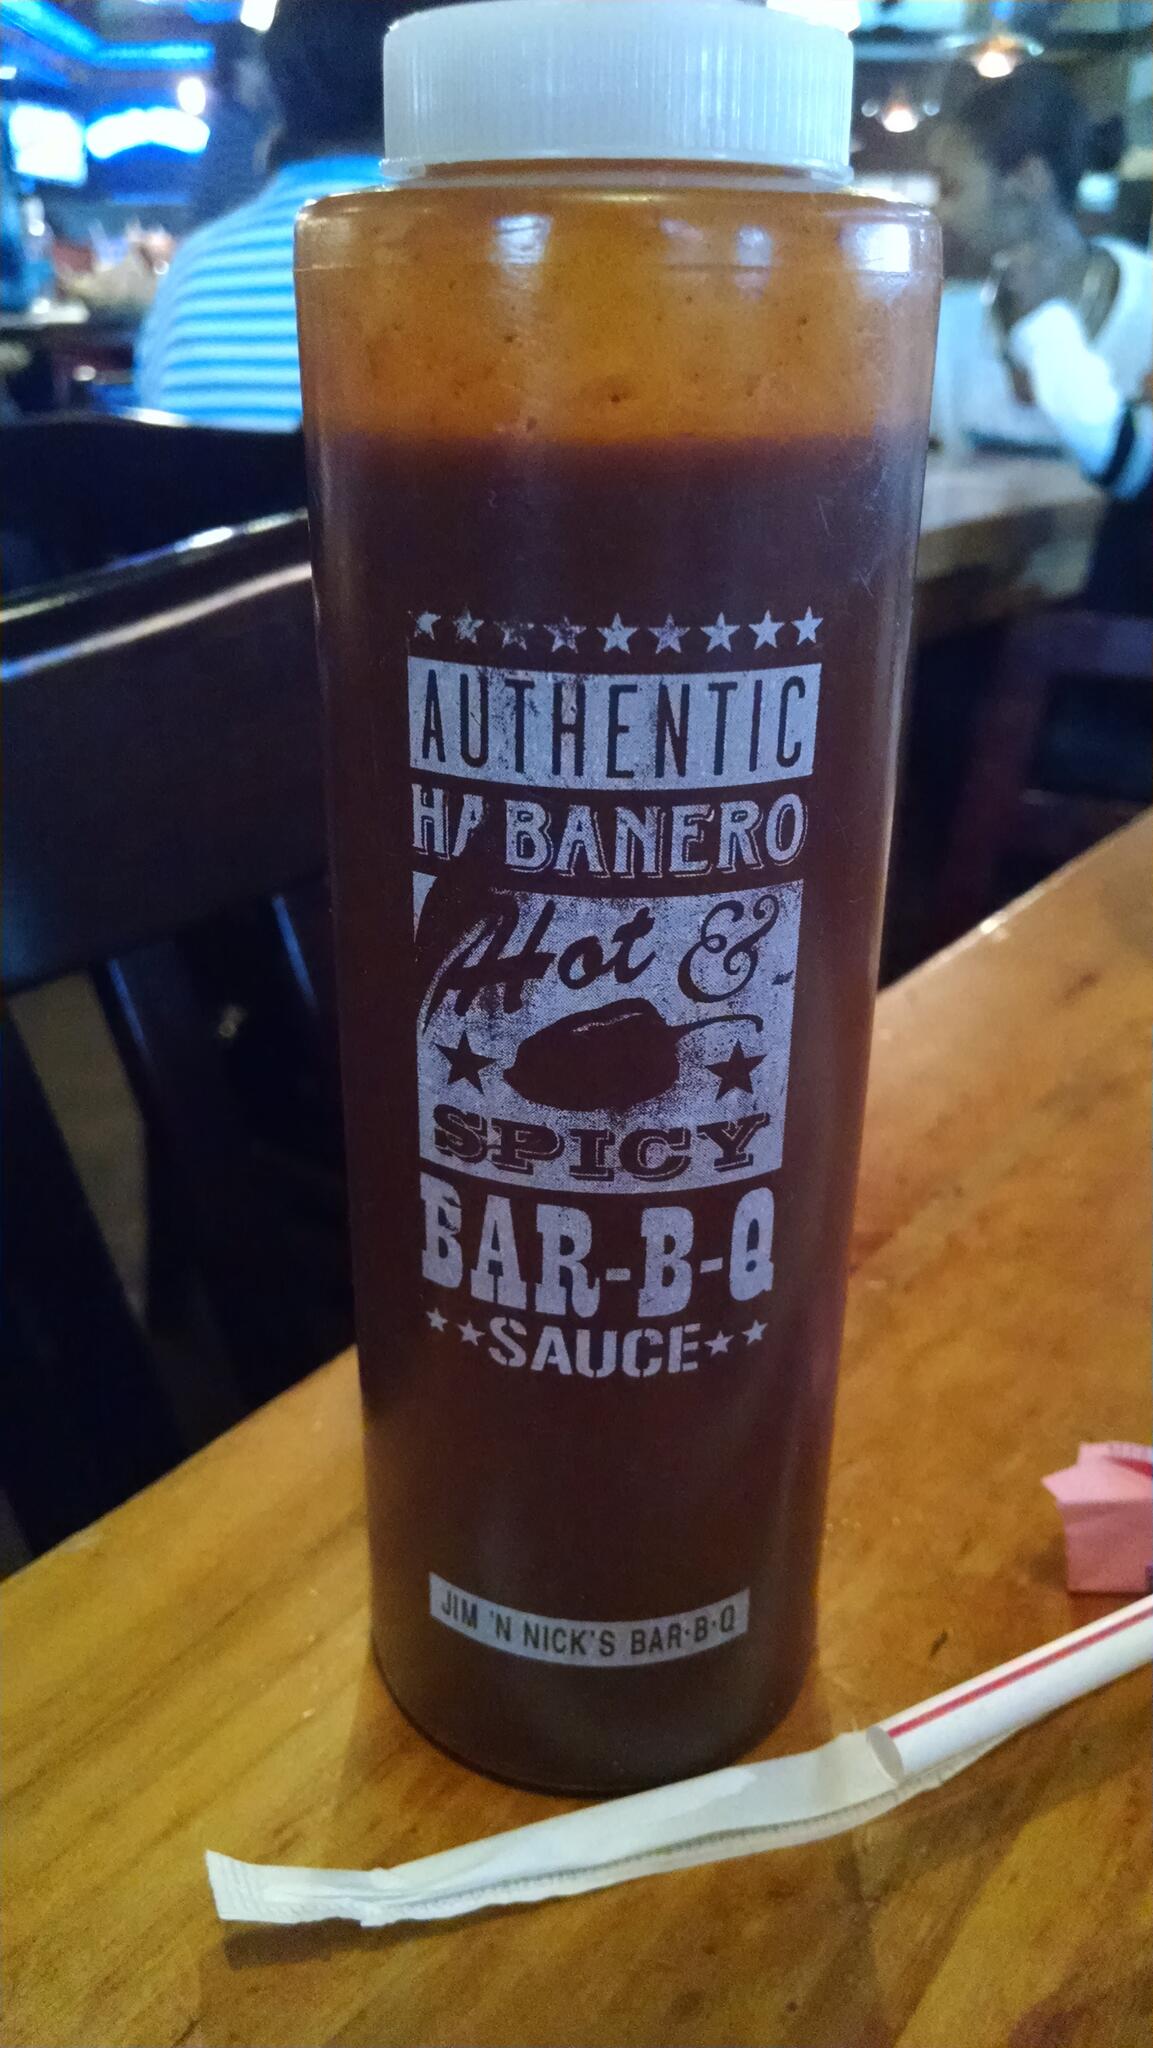 AUTHENTIC
HABANERO
Hot &
SPICY
BAR-B-Q
SAUCE
JIM 'N NICK'S BAR·B·Q